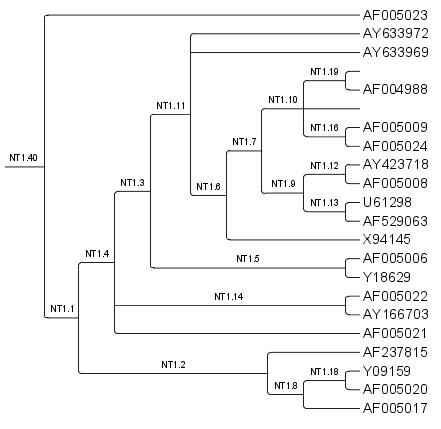 AF005023
AY633972
AY633969
NT1.19
AF004988
NT1.10
NT1.11
AF005009
NT1.16
AF005024
NT1.7
NT1.40
AY423718
NT1.12
AF005008
NT1.3
NT1.6
NT1.9
U61298
NT1.13
AF529063
X94145
NT1.4
AF005006
NT1.5
Y18629
AF005022
NT1.14
AY166703
NT1.1
AF005021
AF237815
NT1.2
Y09159
NT1.18
AF005020
NT1.8
AF005017